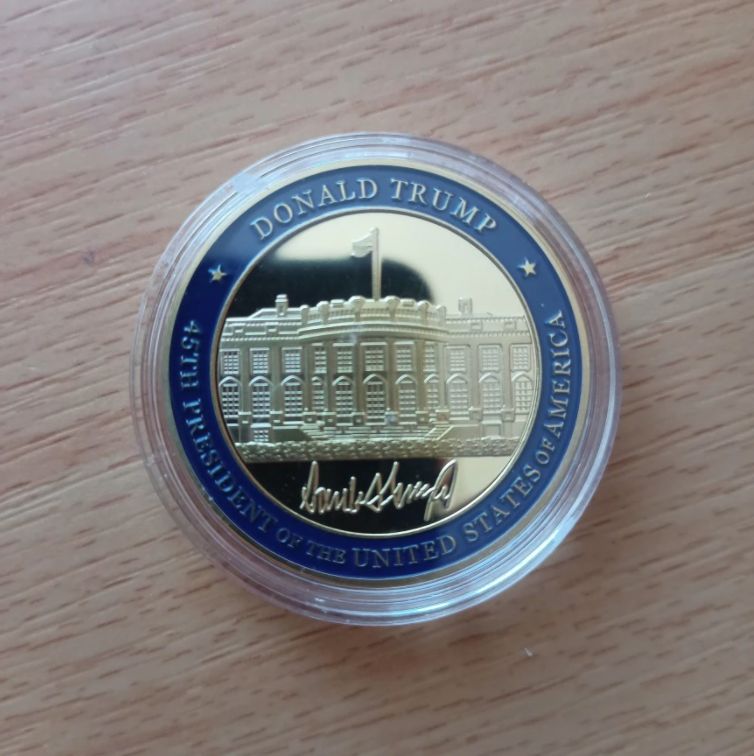 DONALD TRUMP
45TH PRESIDENT OF THE UNITED STATES OF AMERICA